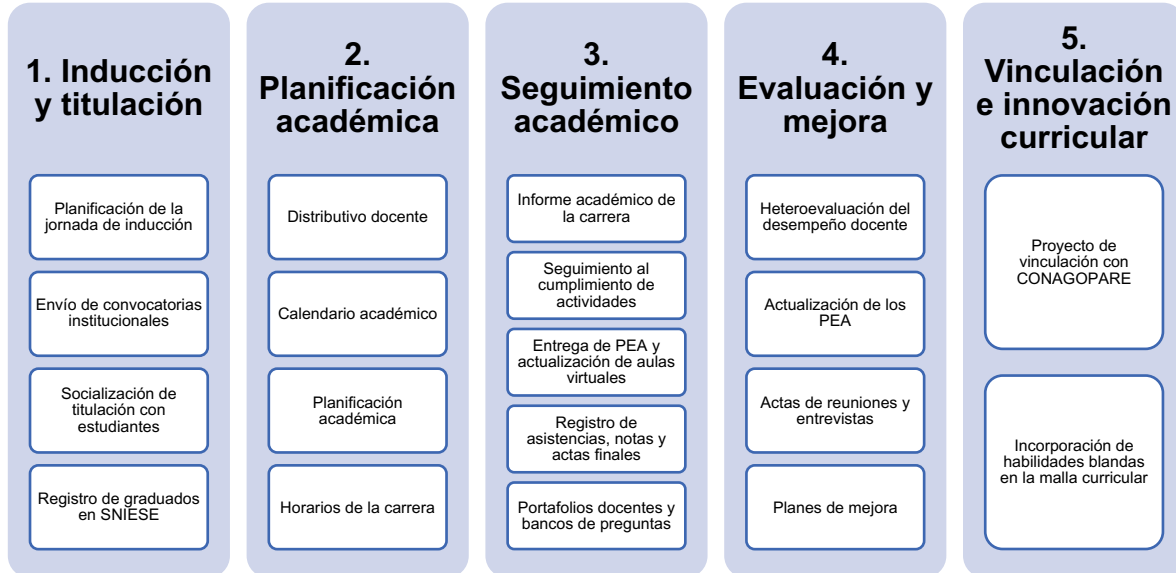 1. Inducción
y titulación
Planificación de la
jornada de inducción
Envío de convocatorias
institucionales
Socialización de
titulación con
estudiantes
Registro de graduados
en SNIESE
2.
Planificación
académica
Distributivo docente
Calendario académico
Planificación
académica
Horarios de la carrera
3.
Seguimiento
académico
Informe académico de
la carrera
Seguimiento al
cumplimiento de
actividades
Entrega de PEA y
actualización de aulas
virtuales
Registro de
asistencias, notas y
actas finales
Portafolios docentes y
bancos de preguntas
4.
Evaluación y
mejora
Heteroevaluación del
desempeño docente
Actualización de los
PEA
Actas de reuniones y
entrevistas
Planes de mejora
5.
Vinculación
e innovación
curricular
Proyecto de
vinculación con
CONAGOPARE
Incorporación de
habilidades blandas
en la malla curricular